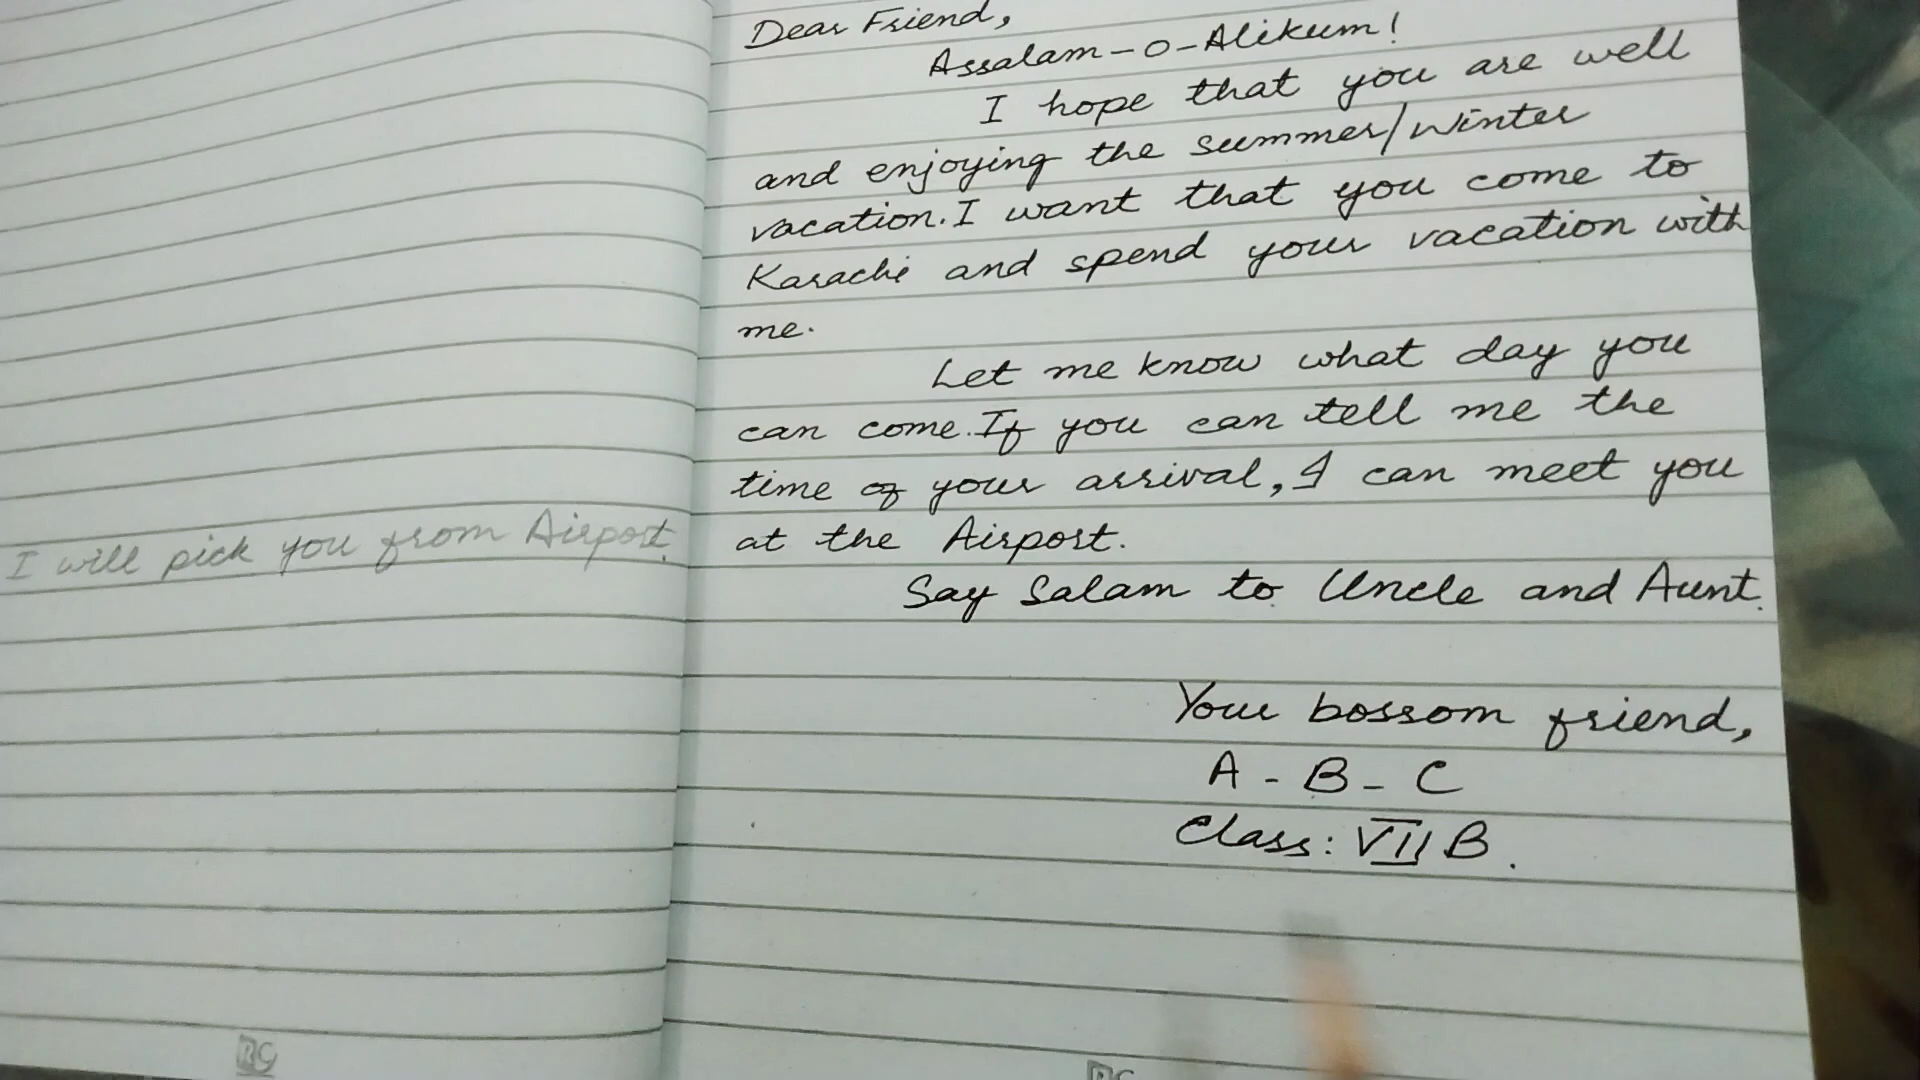 I will pick you from Airport.
RC
Dear Friend,
Assalam-o-Alikum!
I hope that you are well
and enjoying the summer/winter
vacation. I want that you come to
Karachi and spend your vacation with
me.
Let me know what day you
can come. If you can tell me the
time of your arrival, I can meet you
at the Airport.
Say Salam to Uncle and Aunt.
Your bossom friend,
A - B - C
Class: VII B.